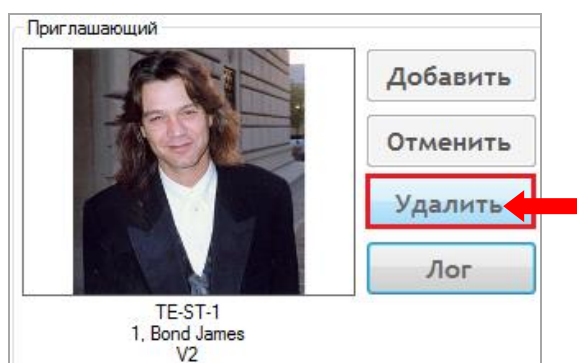 Приглашающий
Добавить
Отменить
Удалить
Лог
TE-ST-1
1, Bond James
V2